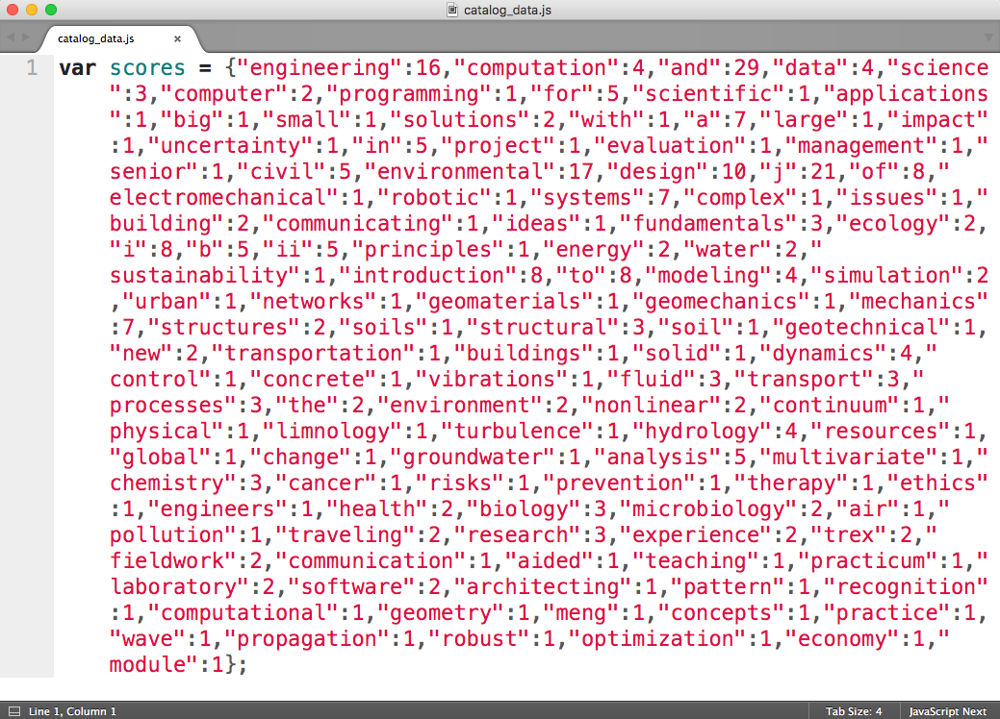 catalog_data.js
catalog_data.js ×
1 var scores = {"engineering":16,"computation":4,"and":29,"data":4,"science
":3,"computer":2,"programming":1,"for":5,"scientific":1,"applications
":1,"big":1,"small":1,"solutions":2,"with":1,"a":7,"large":1,"impact"
:1,"uncertainty":1,"in":5,"project":1,"evaluation":1,"management":1,"
senior":1,"civil":5,"environmental":17,"design":10,"j":21,"of":8,"
electromechanical":1,"robotic":1,"systems":7,"complex":1,"issues":1,"
building":2,"communicating":1,"ideas":1,"fundamentals":3,"ecology":2,
"i":8,"b":5,"ii":5,"principles":1,"energy":2,"water":2,"
sustainability":1,"introduction":8,"to":8,"modeling":4,"simulation":2
,"urban":1,"networks":1,"geomaterials":1,"geomechanics":1,"mechanics"
:7,"structures":2,"soils":1,"structural":3,"soil":1,"geotechnical":1,
"new":2,"transportation":1,"buildings":1,"solid":1,"dynamics":4,"
control":1,"concrete":1,"vibrations":1,"fluid":3,"transport":3,"
processes":3,"the":2,"environment":2,"nonlinear":2,"continuum":1,"
physical":1,"limnology":1,"turbulence":1,"hydrology":4,"resources":1,
"global":1,"change":1,"groundwater":1,"analysis":5,"multivariate":1,"
chemistry":3,"cancer":1,"risks":1,"prevention":1,"therapy":1,"ethics"
:1,"engineers":1,"health":2,"biology":3,"microbiology":2,"air":1,"
pollution":1,"traveling":2,"research":3,"experience":2,"trex":2,"
fieldwork":2,"communication":1,"aided":1,"teaching":1,"practicum":1,"
laboratory":2,"software":2,"architecting":1,"pattern":1,"recognition"
:1,"computational":1,"geometry":1,"meng":1,"concepts":1,"practice":1,
"wave":1,"propagation":1,"robust":1,"optimization":1,"economy":1,"
module":1};
Line 1, Column 1 Tab Size: 4 JavaScript Next